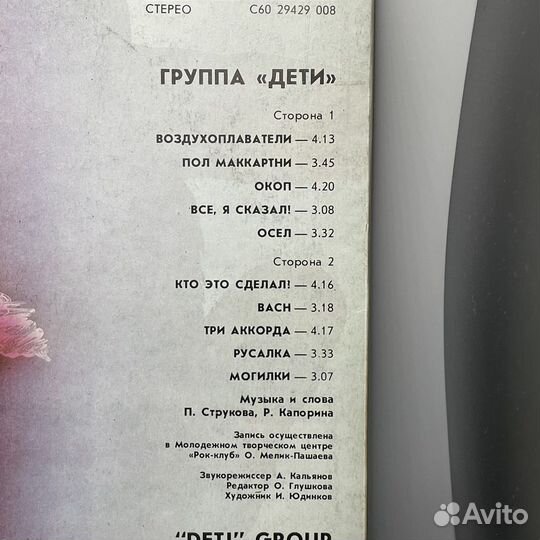 СТЕРЕО С60 29429 008
ГРУППА «ДЕТИ»
Сторона 1
ВОЗДУХОПЛАВАТЕЛИ — 4.13
ПОЛ МАККАРТНИ — 3.45
ОКОП — 4.20
ВСЕ, Я СКАЗАЛ! — 3.08
ОСЕЛ — 3.32
Сторона 2
КТО ЭТО СДЕЛАЛ! — 4.16
BACH — 3.18
ТРИ АККОРДА — 4.17
РУСАЛКА — 3.33
МОГИЛКИ — 3.07
Музыка и слова
П. Струкова, Р. Капорина
Запись осуществлена
в Молодежном творческом центре
«Рок-клуб» О. Мелик-Пашаева
Звукорежиссер А. Кальянов
Редактор О. Глушкова
Художник И. Юдинков
"DETI" GROUP
Avito